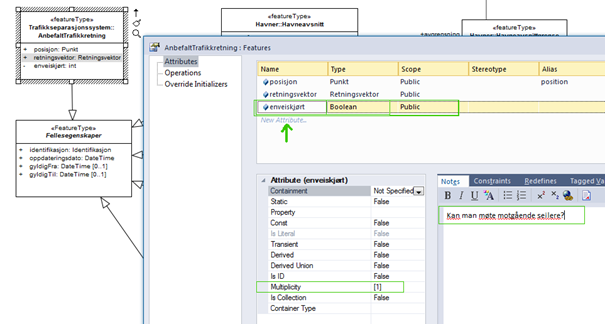 «featureType»
Trafikkseparasjonssystem::
AnbefaltTrafikkretning
+ posisjon: Punkt
+ retningsvektor: Retningsvektor
- enveiskjørt: int
«FeatureType»
Fellesegenskaper
+ identifikasjon: Identifikasjon
+ oppdateringsdato: DateTime
+ gyldigFra: DateTime [0..1]
+ gyldigTil: DateTime [0..1]
«featureType»
Havner::Havneavsnitt
«featureType»
AnbefaltTrafikkretning : Features
Attributes
Operations
Override Initializers
Name Type Scope Stereotype Alias
posisjon Punkt Public position
retningsvektor Retningsvektor Public
enveiskjørt Boolean Public
New Attribute...
Attribute (enveiskjørt)
Containment Not Specified
Static False
Property
Const False
Is Literal False
Transient False
Derived False
Derived Union False
Is ID False
Multiplicity [1]
Is Collection False
Container Type
Notes Constraints Redefines Tagged Va
B I U A
Kan man møte motgående seilere?